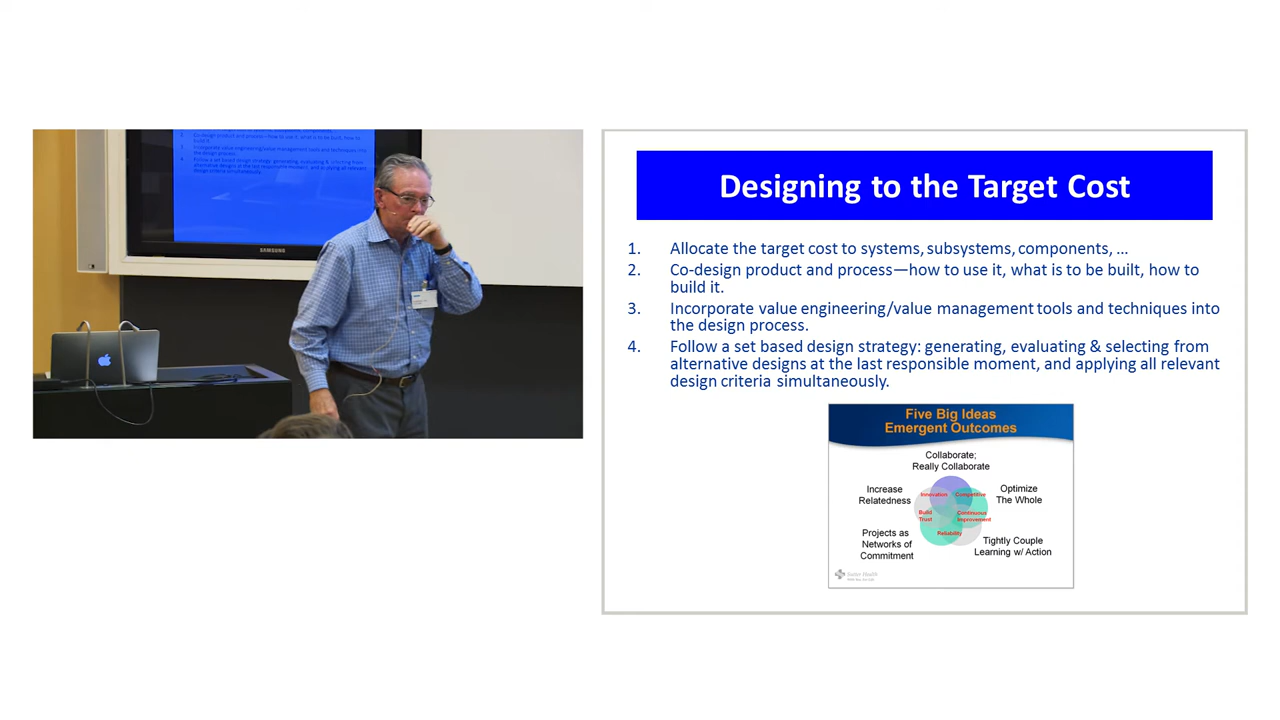 SAMSUNG
Designing to the Target Cost
1. Allocate the target cost to systems, subsystems, components, …
2. Co-design product and process—how to use it, what is to be built, how to
build it.
3. Incorporate value engineering/value management tools and techniques into
the design process.
4. Follow a set based design strategy: generating, evaluating & selecting from
alternative designs at the last responsible moment, and applying all relevant
design criteria simultaneously.
Five Big Ideas
Emergent Outcomes
Collaborate;
Really Collaborate
Increase
Relatedness
Optimize
The Whole
Innovation
Competitive
Build
Trust
Continuous
Improvement
Reliability
Projects as
Networks of
Commitment
Tightly Couple
Learning w/ Action
Sutter Health